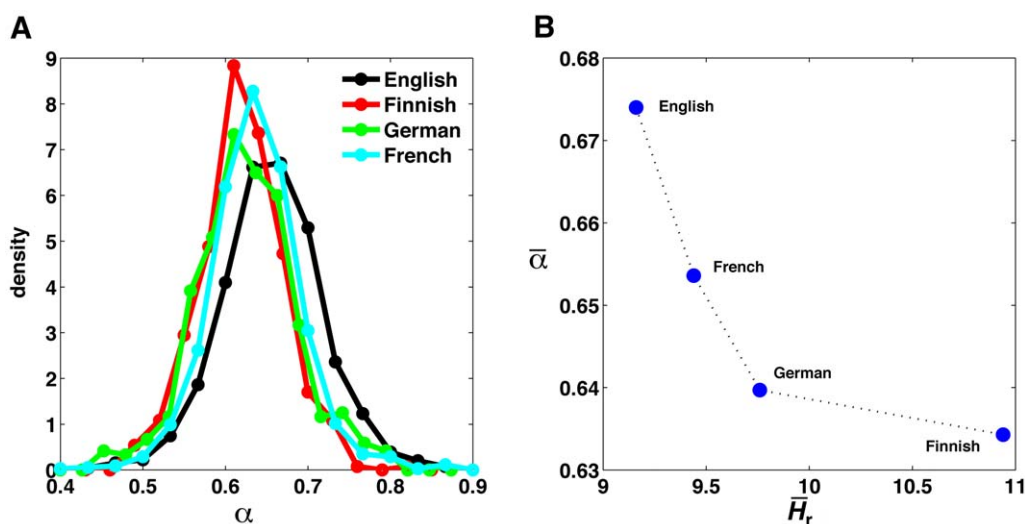 A
9
8
7
6
5
4
3
2
1
0
density
English
Finnish
German
French
0.4 0.5 0.6 0.7 0.8 0.9
α
B
0.68
0.67
0.66
0.65
0.64
0.63
ᾱ
English
French
German
Finnish
9 9.5 10 10.5 11
H̄r